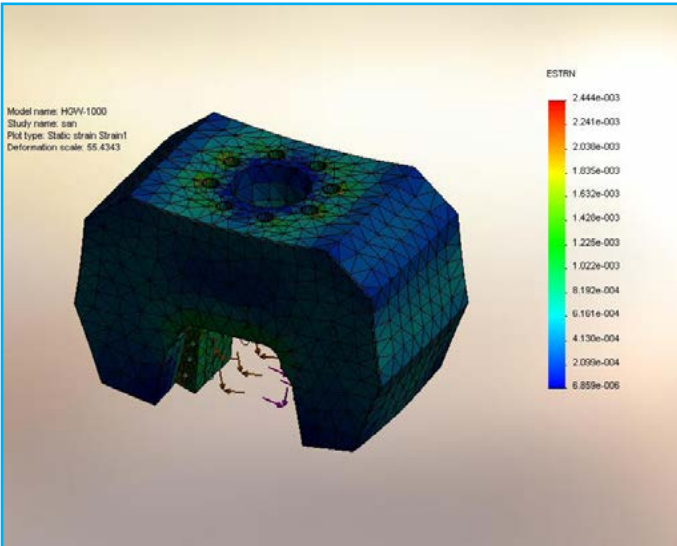 Model name: HGW-1000
Study name: san
Plot type: Static strain Strain1
Deformation scale: 55.4343
ESTRN
2.444e-003
2.241e-003
2.038e-003
1.835e-003
1.632e-003
1.428e-003
1.225e-003
1.022e-003
8.192e-004
6.161e-004
4.130e-004
2.099e-004
6.859e-006